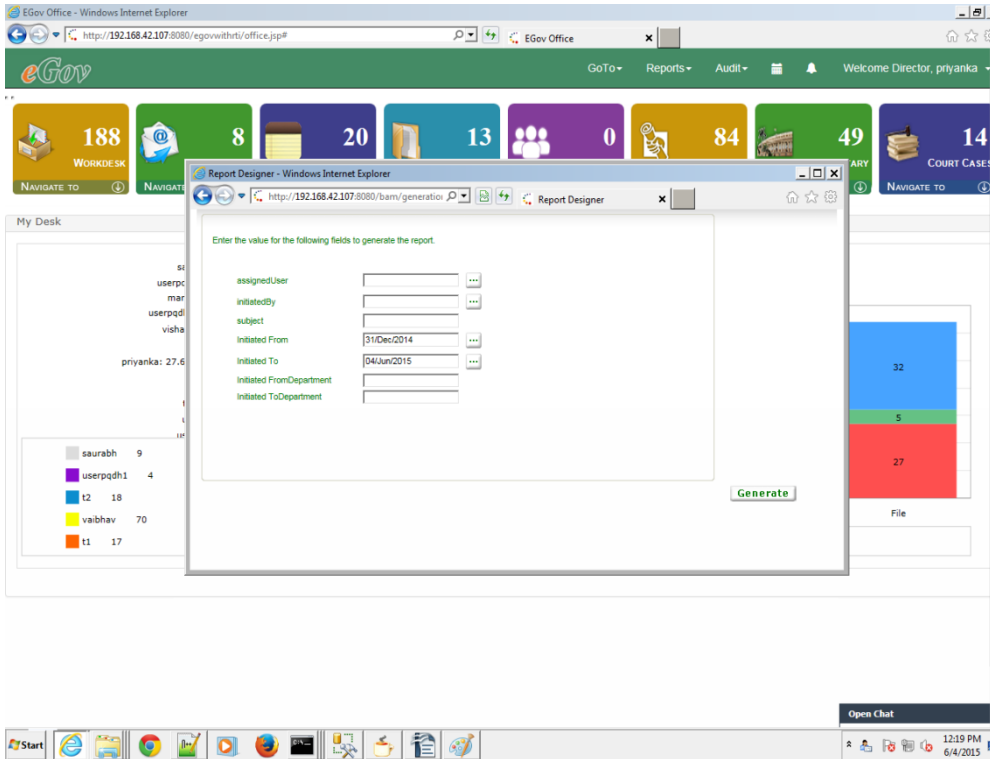 EGov Office - Windows Internet Explorer
http://192.168.42.107:8080/egovwithrti/office.jsp#
EGov Office
eGov
GoTo Reports Audit Welcome Director, priyanka
188 8 20 13 0 84 49 14
WORKDESK COURT CASES
NAVIGATE TO NAVIGATE NAVIGATE TO
My Desk
Report Designer - Windows Internet Explorer
http://192.168.42.107:8080/bam/generation
Report Designer
Enter the value for the following fields to generate the report.
assignedUser
initiatedBy
subject
Initiated From 31/Dec/2014
Initiated To 04/Jun/2015
Initiated FromDepartment
Initiated ToDepartment
Generate
priyanka: 27.6
saurabh 9
userpqdh1 4
t2 18
vaibhav 70
t1 17
32
5
27
File
Open Chat
Start
12:19 PM
6/4/2015